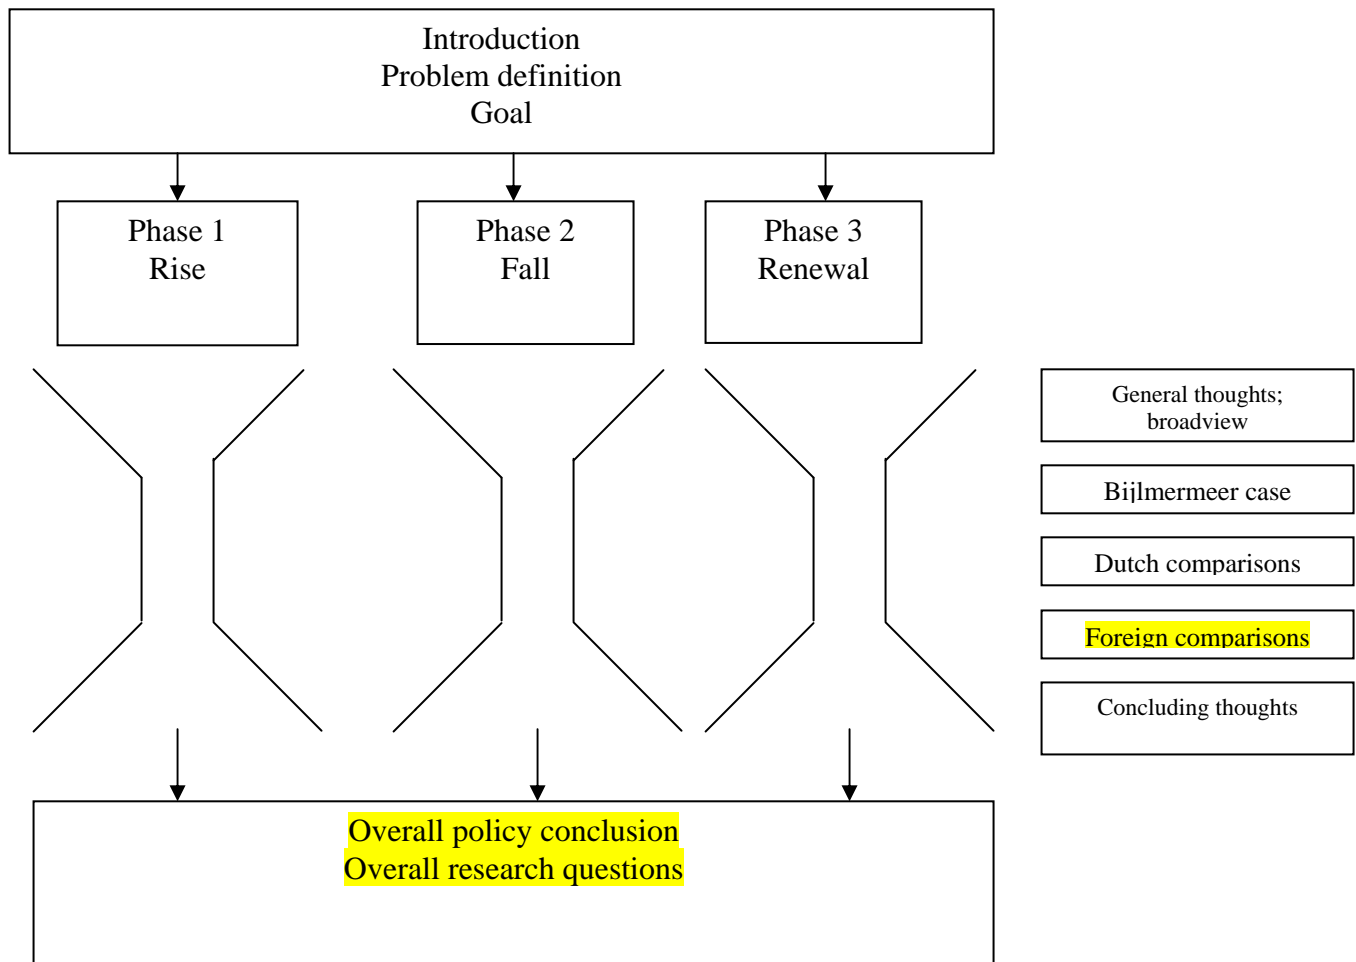 Introduction
Problem definition
Goal
Phase 1
Rise
Phase 2
Fall
Phase 3
Renewal
General thoughts;
broadview
Bijlmermeer case
Dutch comparisons
Foreign comparisons
Concluding thoughts
Overall policy conclusion
Overall research questions